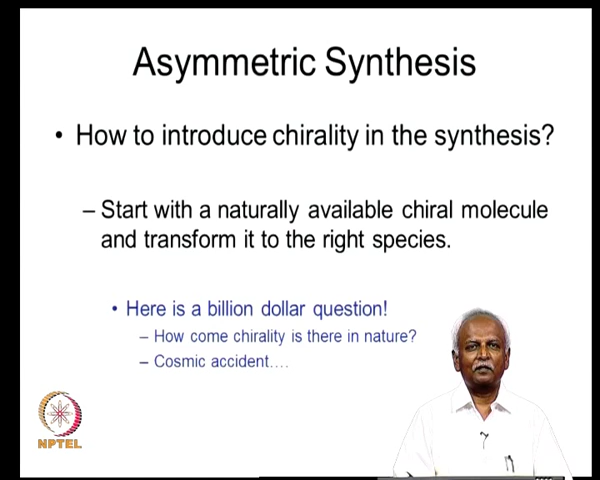 Asymmetric Synthesis
• How to introduce chirality in the synthesis?
– Start with a naturally available chiral molecule
and transform it to the right species.
• Here is a billion dollar question!
– How come chirality is there in nature?
– Cosmic accident….
NPTEL